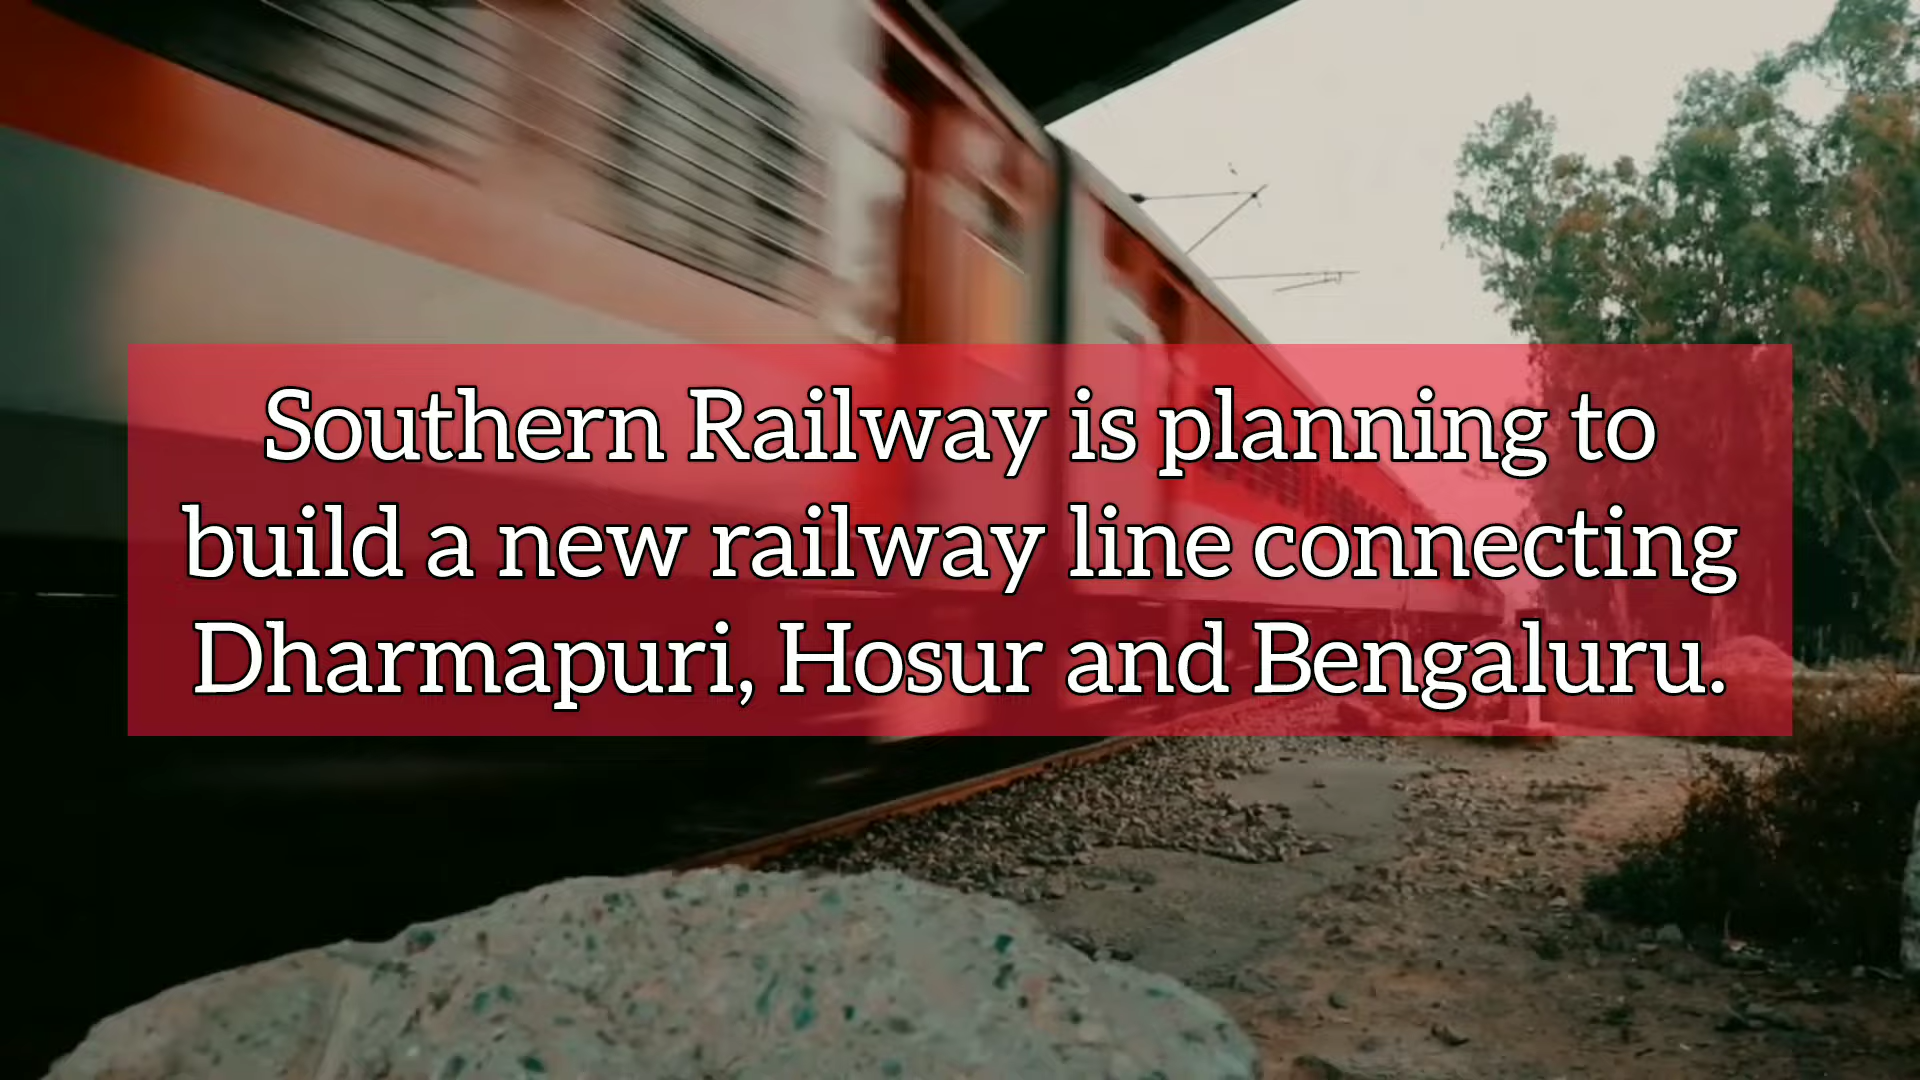 Southern Railway is planning to
build a new railway line connecting
Dharmapuri, Hosur and Bengaluru.